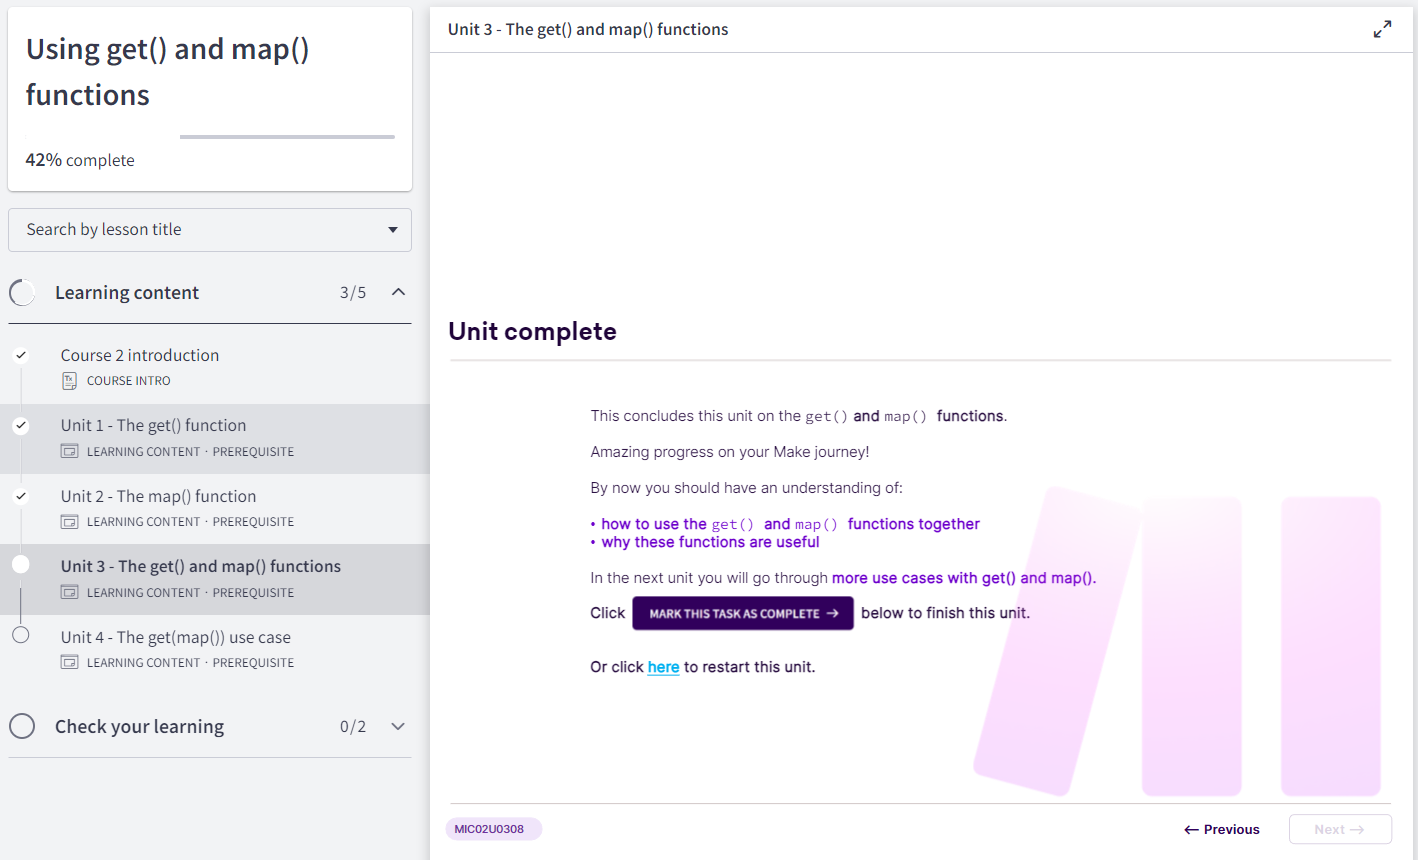 Using get() and map()
functions
42% complete
Search by lesson title
Learning content 3/5
Course 2 introduction
COURSE INTRO
Unit 1 - The get() function
LEARNING CONTENT · PREREQUISITE
Unit 2 - The map() function
LEARNING CONTENT · PREREQUISITE
Unit 3 - The get() and map() functions
LEARNING CONTENT · PREREQUISITE
Unit 4 - The get(map()) use case
LEARNING CONTENT · PREREQUISITE
Check your learning 0/2
Unit 3 - The get() and map() functions
Unit complete
This concludes this unit on the get() and map() functions.
Amazing progress on your Make journey!
By now you should have an understanding of:
• how to use the get() and map() functions together
• why these functions are useful
In the next unit you will go through more use cases with get() and map().
Click MARK THIS TASK AS COMPLETE → below to finish this unit.
Or click here to restart this unit.
MIC02U0308
← Previous
Next →